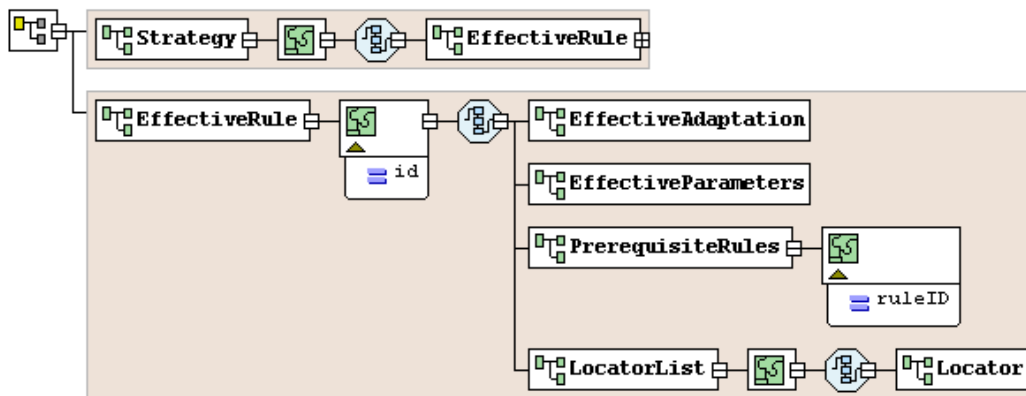 Strategy
EffectiveRule
EffectiveRule
id
EffectiveAdaptation
EffectiveParameters
PrerequisiteRules
ruleID
LocatorList
Locator